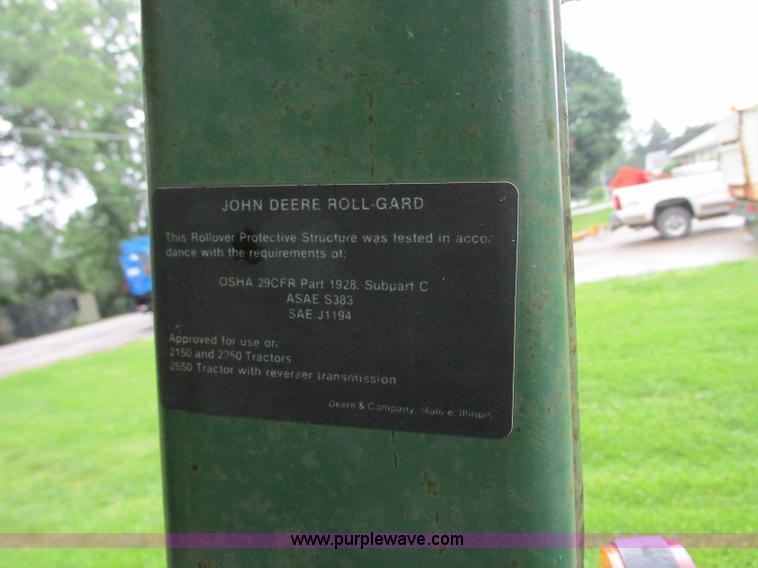 JOHN DEERE ROLL-GARD
This Rollover Protective Structure was tested in accor
dance with the requirements of:
OSHA 29CFR Part 1928, Subpart C
ASAE S383
SAE J1194
Approved for use on:
2150 and 2350 Tractors
2550 Tractor with reverser transmission
Deere & Company, Moline, Illinois
www.purplewave.com